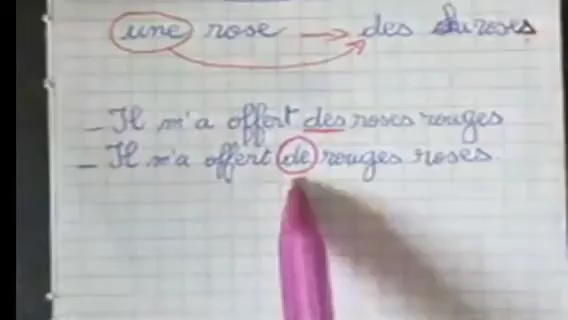 une rose → des roses
_ Il m'a offert des roses rouges
_ Il m'a offert de rouges roses.